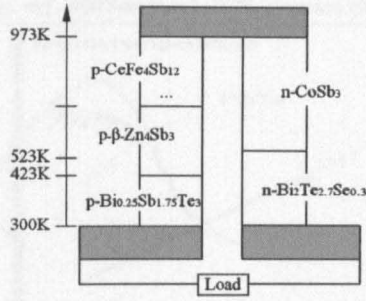 973K
p-CeFe4Sb12
...
n-CoSb3
p-β-Zn4Sb3
523K
423K
p-Bi0.25Sb1.75Te3
n-Bi2Te2.7Se0.3
300K
Load